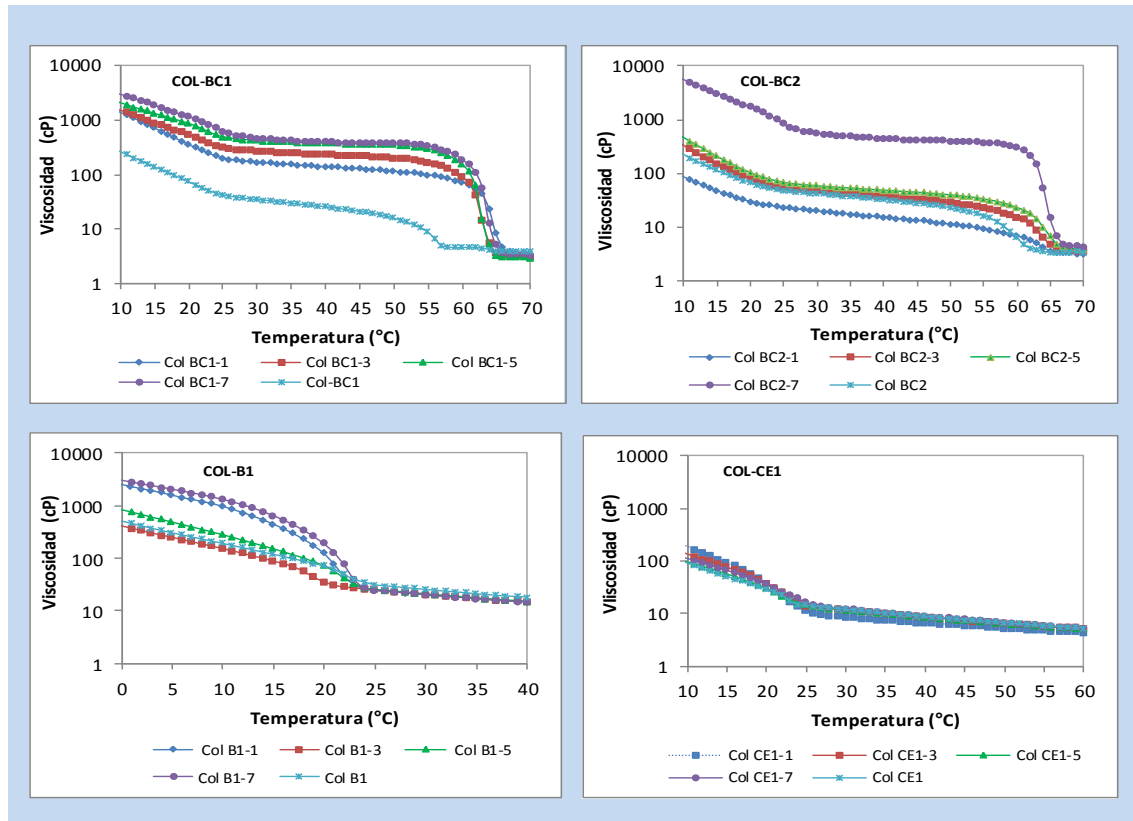 COL-BC1
Viscosidad (cP)
10000
1000
100
10
1
10 15 20 25 30 35 40 45 50 55 60 65 70
Temperatura (°C)
Col BC1-1 Col BC1-3 Col BC1-5
Col BC1-7 Col-BC1
COL-BC2
VIiscosidad (cP)
10000
1000
100
10
1
10 15 20 25 30 35 40 45 50 55 60 65 70
Temperatura (°C)
Col BC2-1 Col BC2-3 Col BC2-5
Col BC2-7 Col BC2
COL-B1
Viscosidad (cP)
10000
1000
100
10
1
0 5 10 15 20 25 30 35 40
Temperatura (°C)
Col B1-1 Col B1-3 Col B1-5
Col B1-7 Col B1
COL-CE1
VIiscosidad (cP)
10000
1000
100
10
1
10 15 20 25 30 35 40 45 50 55 60
Temperatura (°C)
Col CE1-1 Col CE1-3 Col CE1-5
Col CE1-7 Col CE1